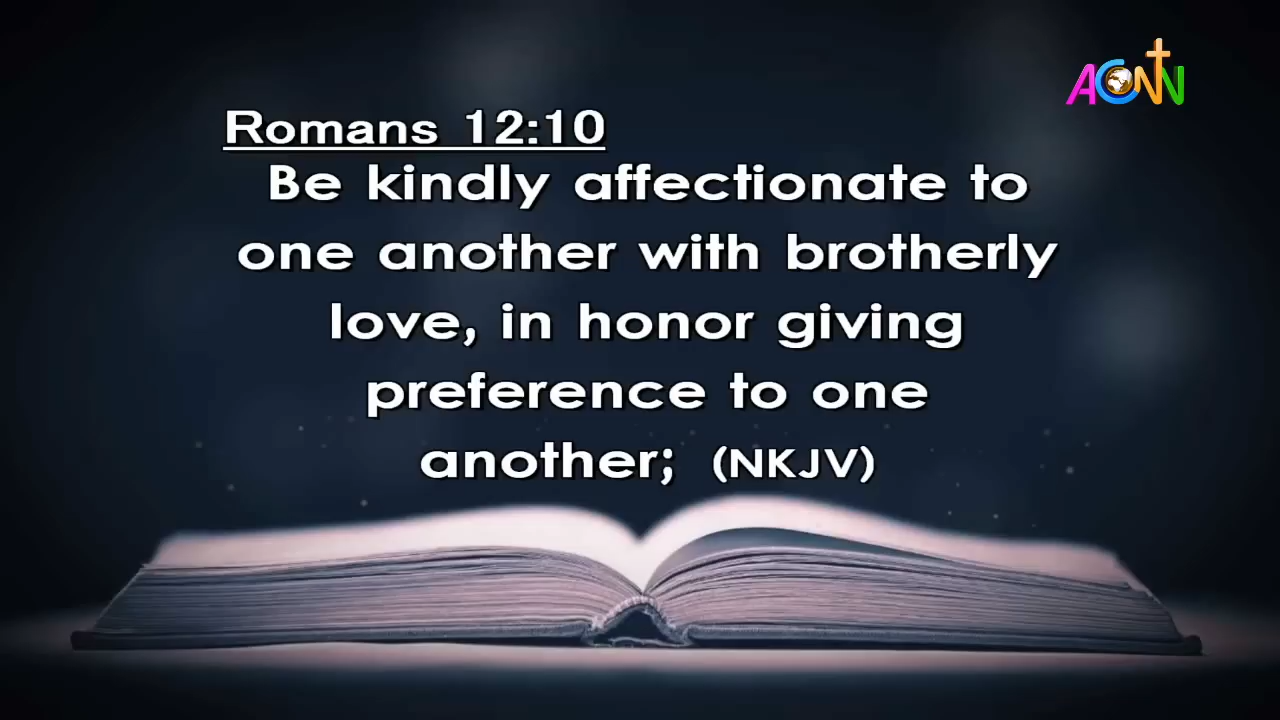 ACNN
Romans 12:10
Be kindly affectionate to
one another with brotherly
love, in honor giving
preference to one
another; (NKJV)